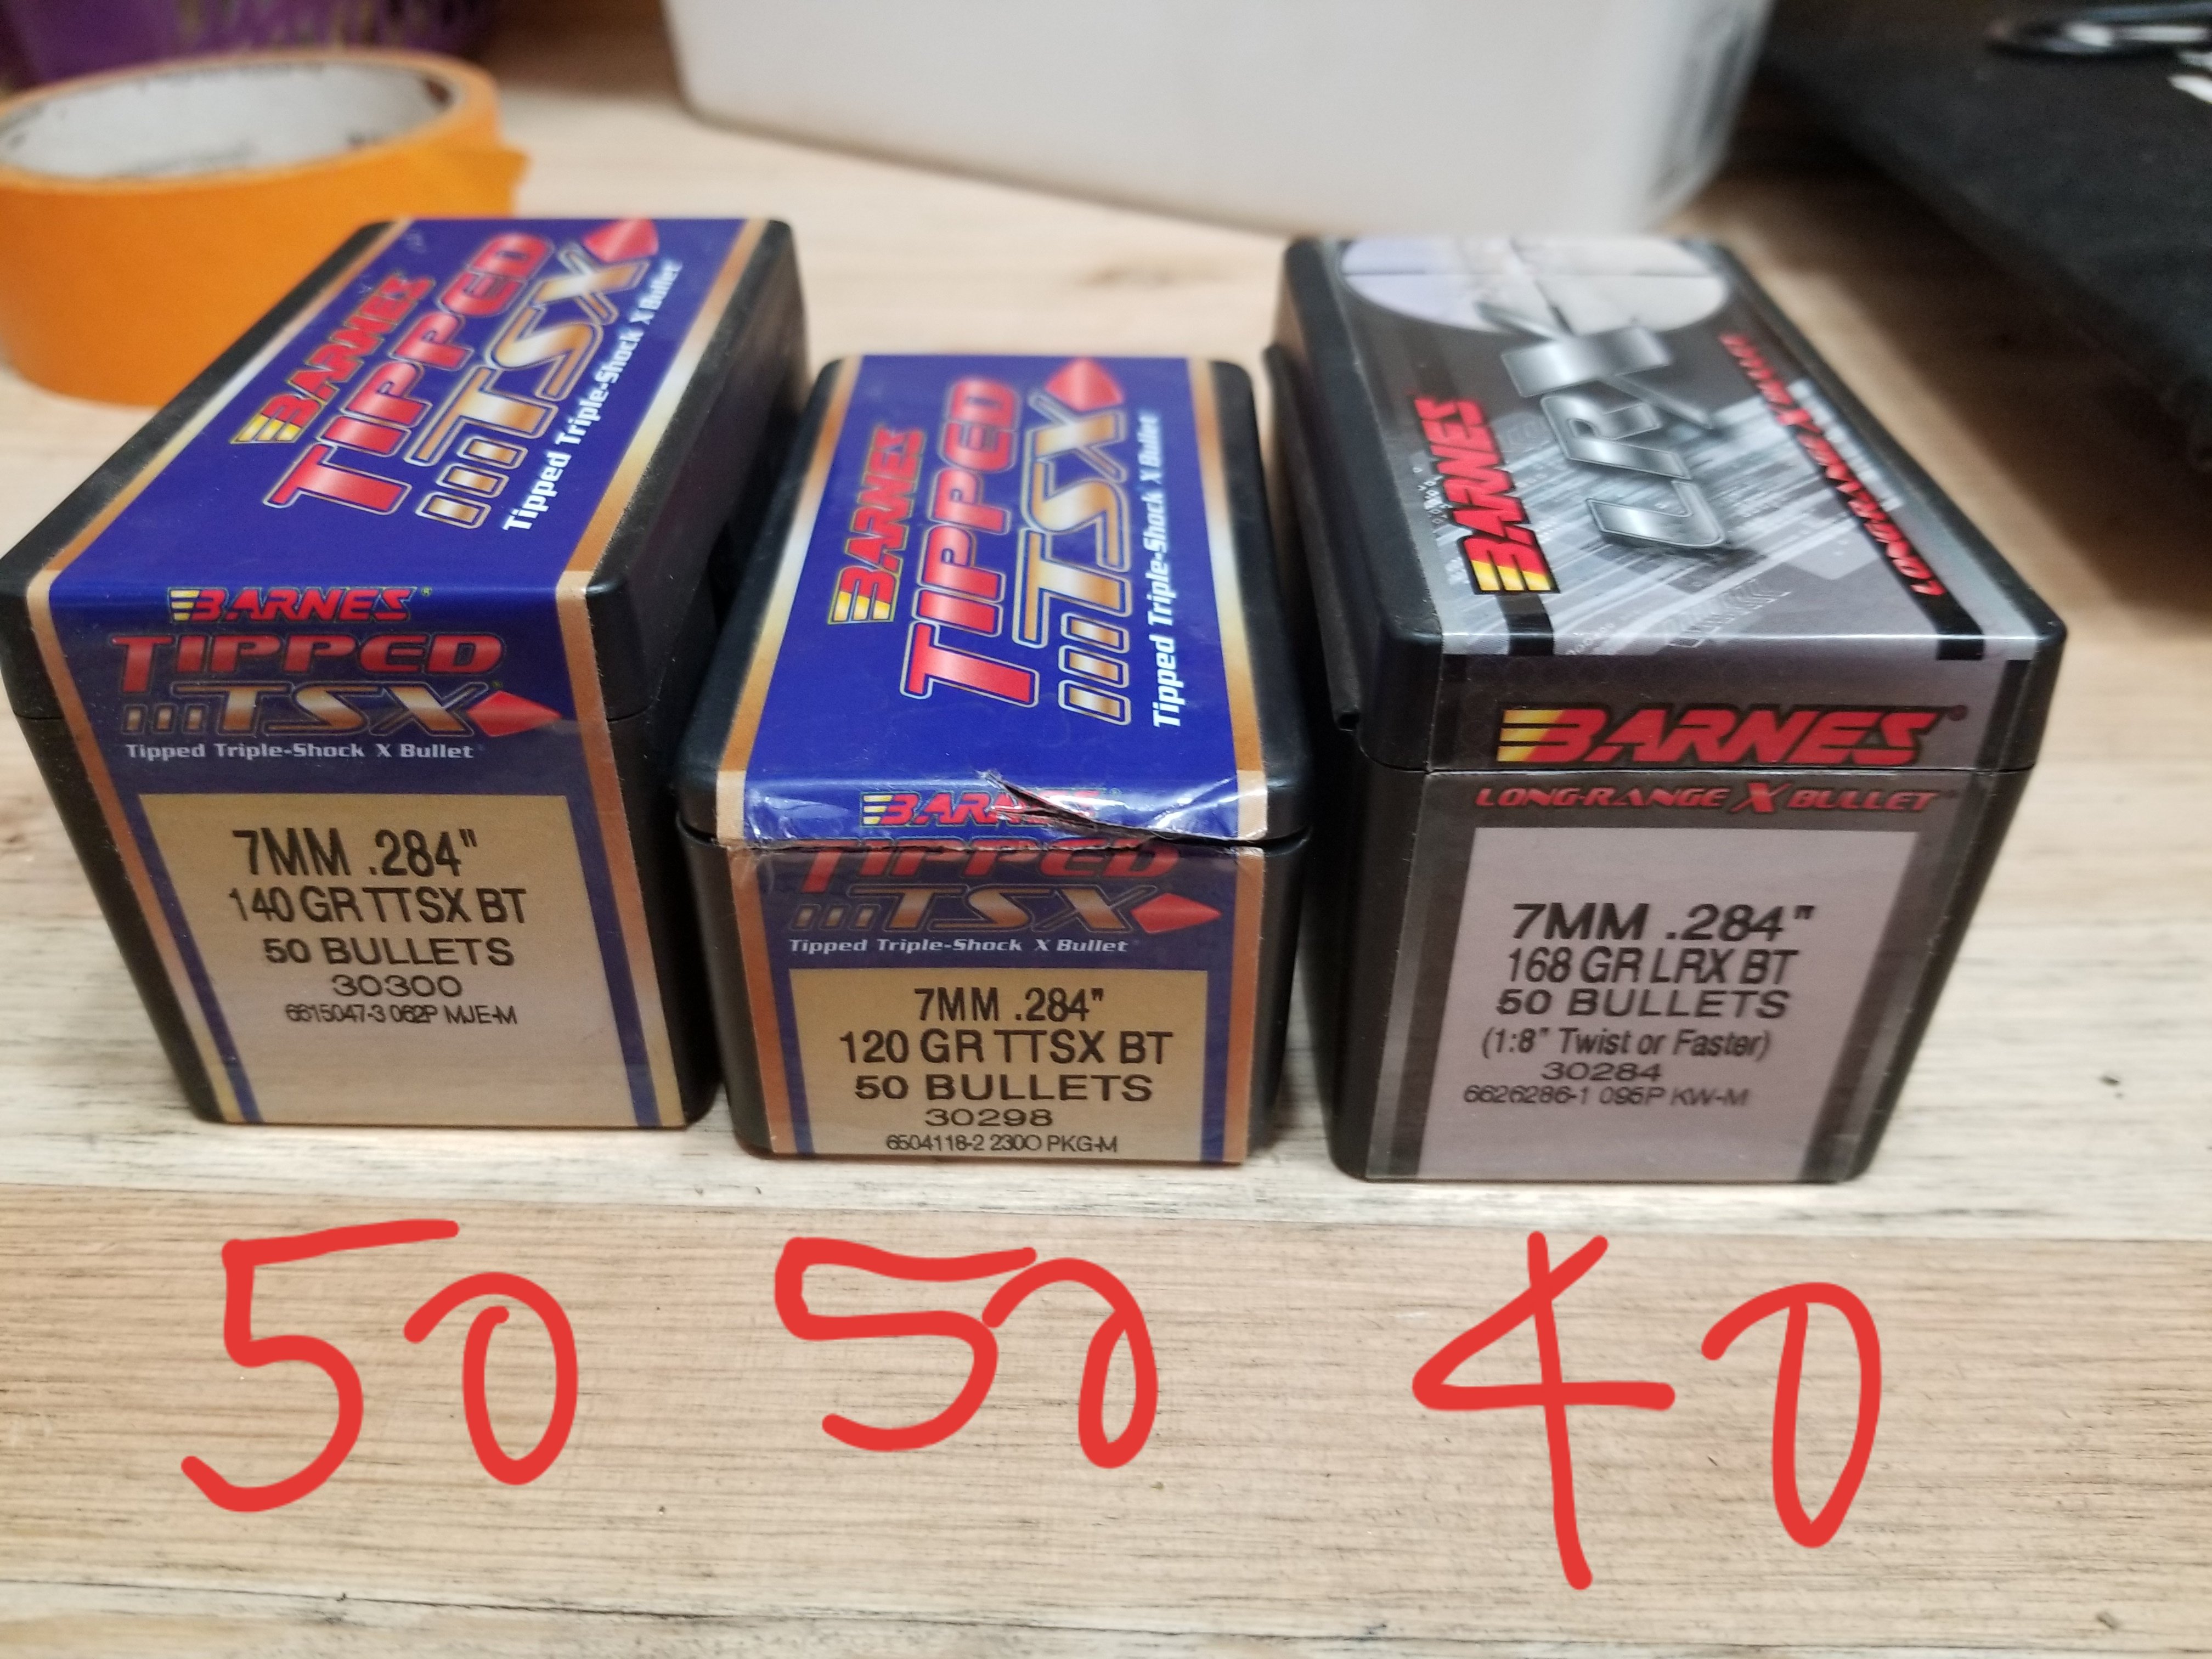 BARNES
TIPPED
TSX
Tipped Triple-Shock X Bullet
BARNES®
TIPPED
TSX
Tipped Triple-Shock X Bullet
7MM .284"
140 GR TTSX BT
50 BULLETS
30300
6615047-3 062P MJE-M
BARNES
TIPPED
TSX
Tipped Triple-Shock X Bullet
BARNES
TIPPED
TSX
Tipped Triple-Shock X Bullet
7MM .284"
120 GR TTSX BT
50 BULLETS
30298
6504118-2 230O PKG-M
BARNES
LRX
LONG-RANGE X BULLET
BARNES®
LONG-RANGE X BULLET
7MM .284"
168 GR LRX BT
50 BULLETS
(1:8" Twist or Faster)
30284
6626286-1 095P KW-M
50 50 40